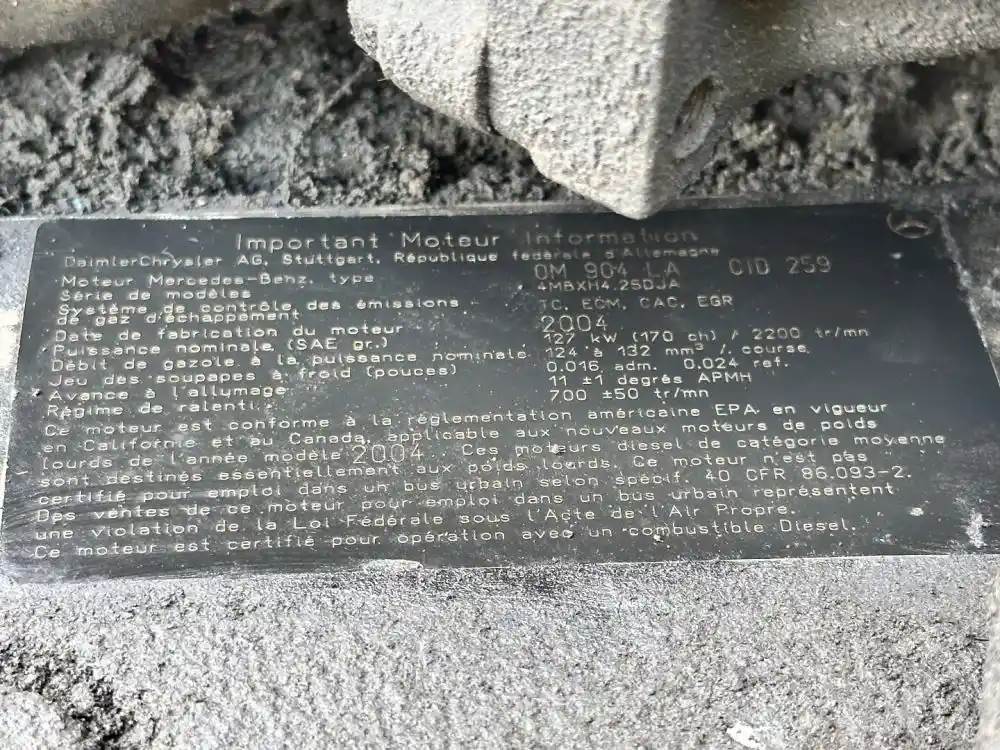 Important Moteur Information
DaimlerChrysler AG, Stuttgart, République fedérale d'Allemagne
Moteur Mercedes-Benz, type OM 904 LA CID 259
Série de modèles 4MBXH4.25DJA
Système de contrôle des émissions TC, ECM, CAC, EGR
de gaz d'échappement
Date de fabrication du moteur 2004
Puissance nominale (SAE gr.) 127 kW (170 ch) / 2200 tr/mn
Débit de gazole à la puissance nominale 124 à 132 mm³ / course
Jeu des soupapes à froid (pouces) 0.016 adm. 0.024 ref.
Avance à l'allumage 11 ±1 degrés APMH
Régime de ralenti 700 ±50 tr/mn
Ce moteur est conforme à la réglementation américaine EPA en vigueur
en Californie et au Canada, applicable aux nouveaux moteurs de poids
lourds de l'année modèle 2004. Ces moteurs diesel de catégorie moyenne
sont destinés essentiellement aux poids lourds. Ce moteur n'est pas
certifié pour emploi dans un bus urbain selon spécif. 40 CFR 86.093-2.
Des ventes de ce moteur pour emploi dans un bus urbain représentent
une violation de la Loi Fédérale sous l'Acte de l'Air Propre.
Ce moteur est certifié pour opération avec un combustible Diesel.